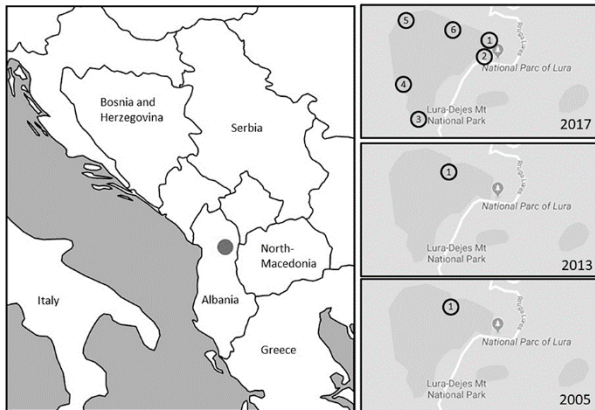 Bosnia and
Herzegovina
Serbia
North-
Macedonia
Italy
Albania
Greece
5
6
1
2
National Parc of Lura
4
Lura-Dejes Mt
National Park
3
2017
1
National Parc of Lura
Lura-Dejes Mt
National Park
2013
1
National Parc of Lura
Lura-Dejes Mt
National Park
2005